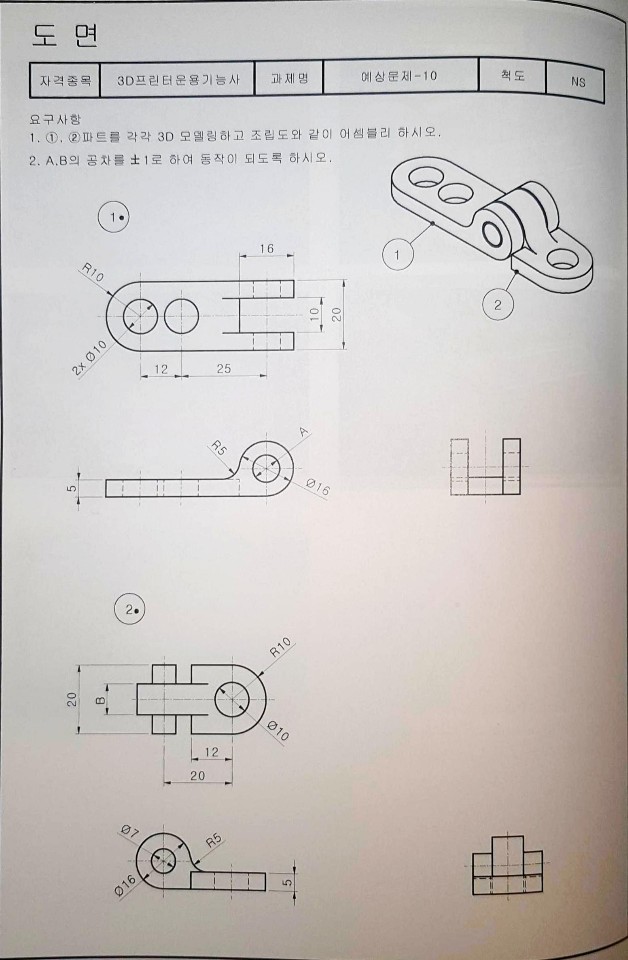 도 면
자격종목 3D프린터운용기능사 과제명 예상문제-10 척도 NS
요구사항
1. ①, ②파트를 각각 3D 모델링하고 조립도와 같이 어셈블리 하시오.
2. A,B의 공차를 ±1로 하여 동작이 되도록 하시오.
1
1
2
16
R10
10
20
2x Ø10
12
25
R5
A
Ø16
5
2
R10
20
B
Ø10
12
20
Ø7
R5
Ø16
5